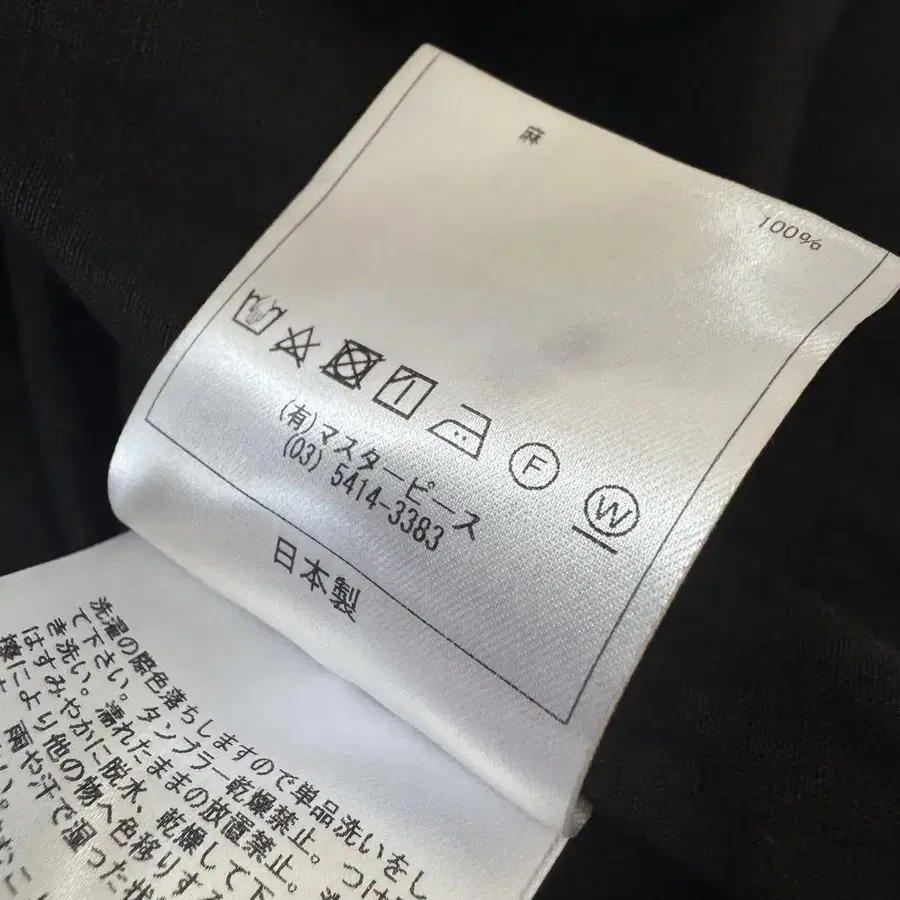 麻
100%
F
W
(有)マスターピース
(03) 5414-3383
日本製
洗濯の際色落ちしますので単品洗いをし
て下さい。タンブラー乾燥禁止。つけ
き洗い。濡れたままの放置禁止。
はすみやかに脱水、乾燥して下
擦により他の物へ色移りする
雨や汗で湿った状